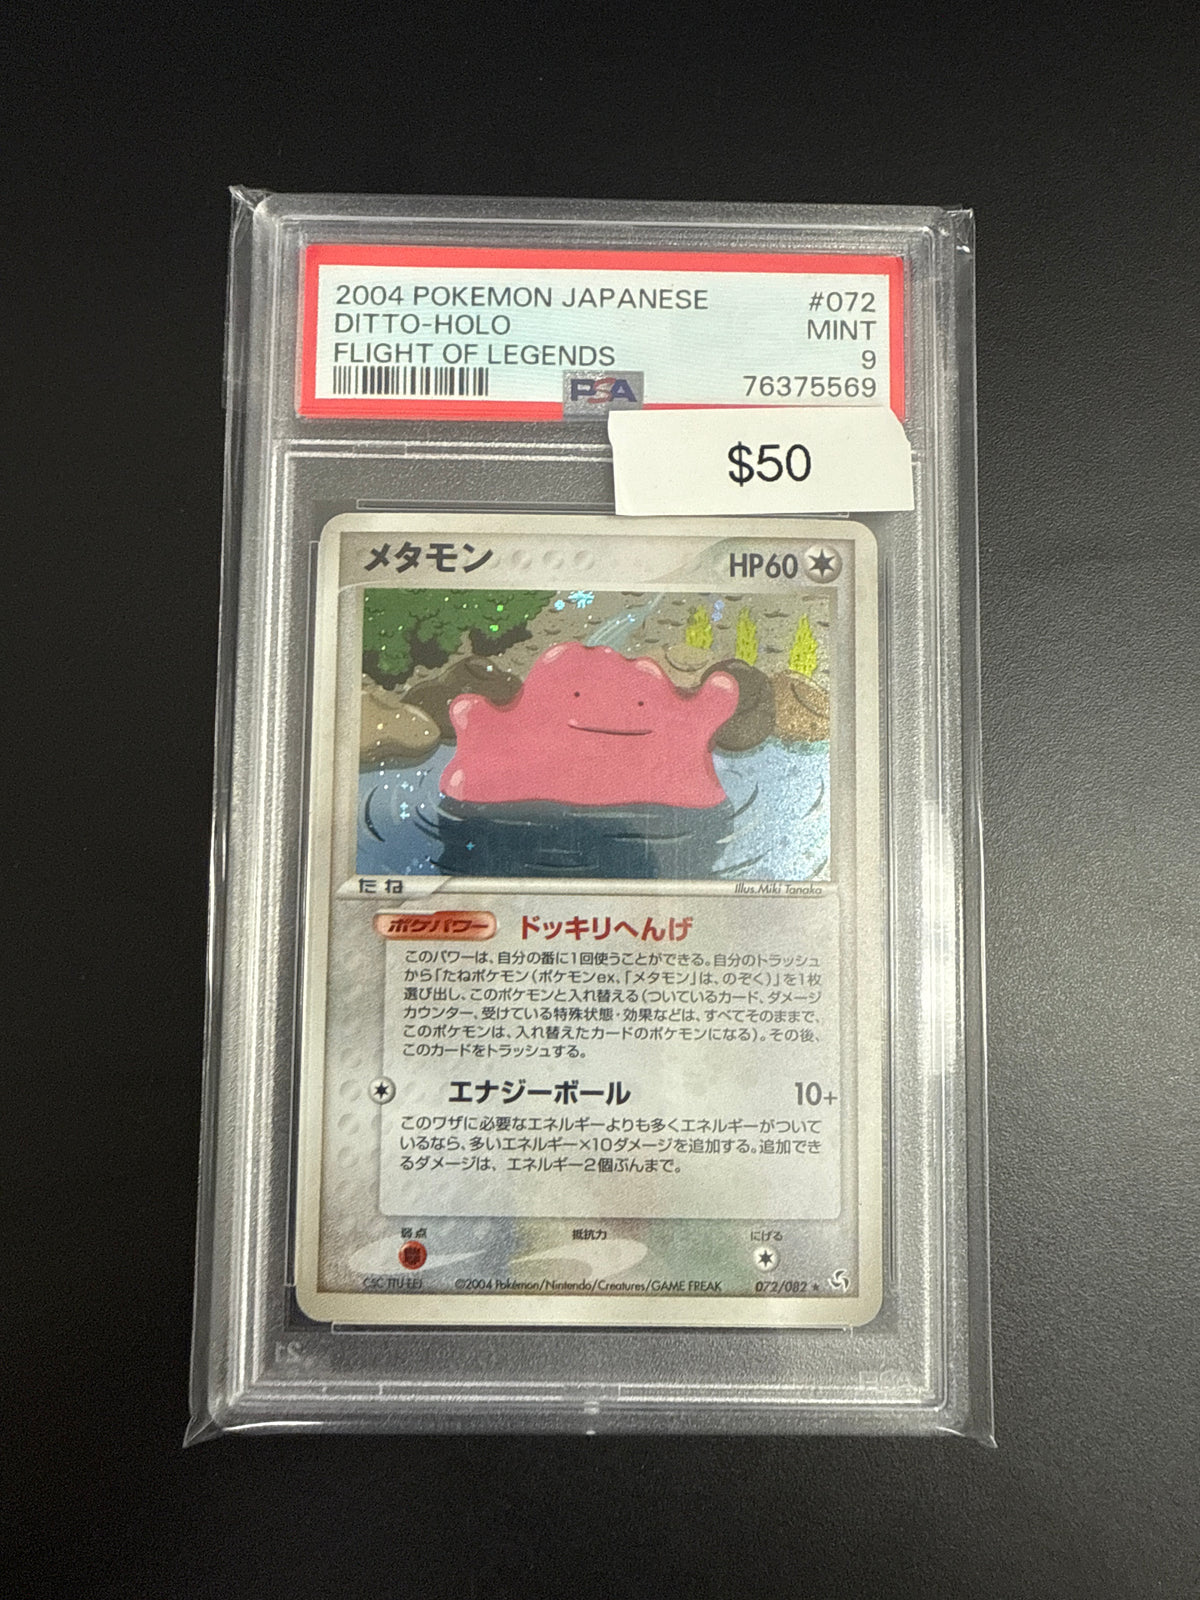 2004 POKEMON JAPANESE #072
DITTO-HOLO MINT
FLIGHT OF LEGENDS 9
PSA 76375569
$50
メタモン HP60
たね Illus.Miki Tanaka
ポケパワー ドッキリへんげ
このパワーは、自分の番に1回使うことができる。自分のトラッシュ
から「たねポケモン(ポケモンex、「メタモン」は、のぞく)」を1枚
選び出し、このポケモンと入れ替える(ついているカード、ダメージ
カウンター、受けている特殊状態・効果などは、すべてそのままで、
このポケモンは、入れ替えたカードのポケモンになる)。その後、
このカードをトラッシュする。
エナジーボール 10+
このワザに必要なエネルギーよりも多くエネルギーがついて
いるなら、多いエネルギー×10ダメージを追加する。追加でき
るダメージは、エネルギー2個ぶんまで。
弱点 抵抗力 にげる
©2004 Pokémon/Nintendo/Creatures/GAME FREAK 072/082 ★